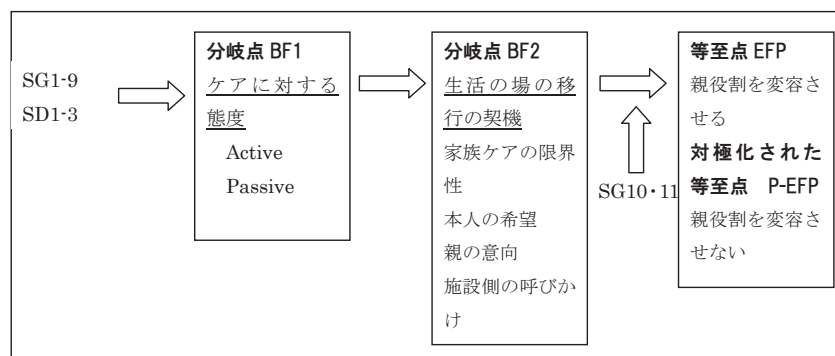 SG1-9
SD1-3
分岐点 BF1
ケアに対する
態度
Active
Passive
分岐点 BF2
生活の場の移
行の契機
家族ケアの限界
性
本人の希望
親の意向
施設側の呼びか
け
SG10・11
等至点 EFP
親役割を変容さ
せる
対極化された
等至点 P-EFP
親役割を変容さ
せない